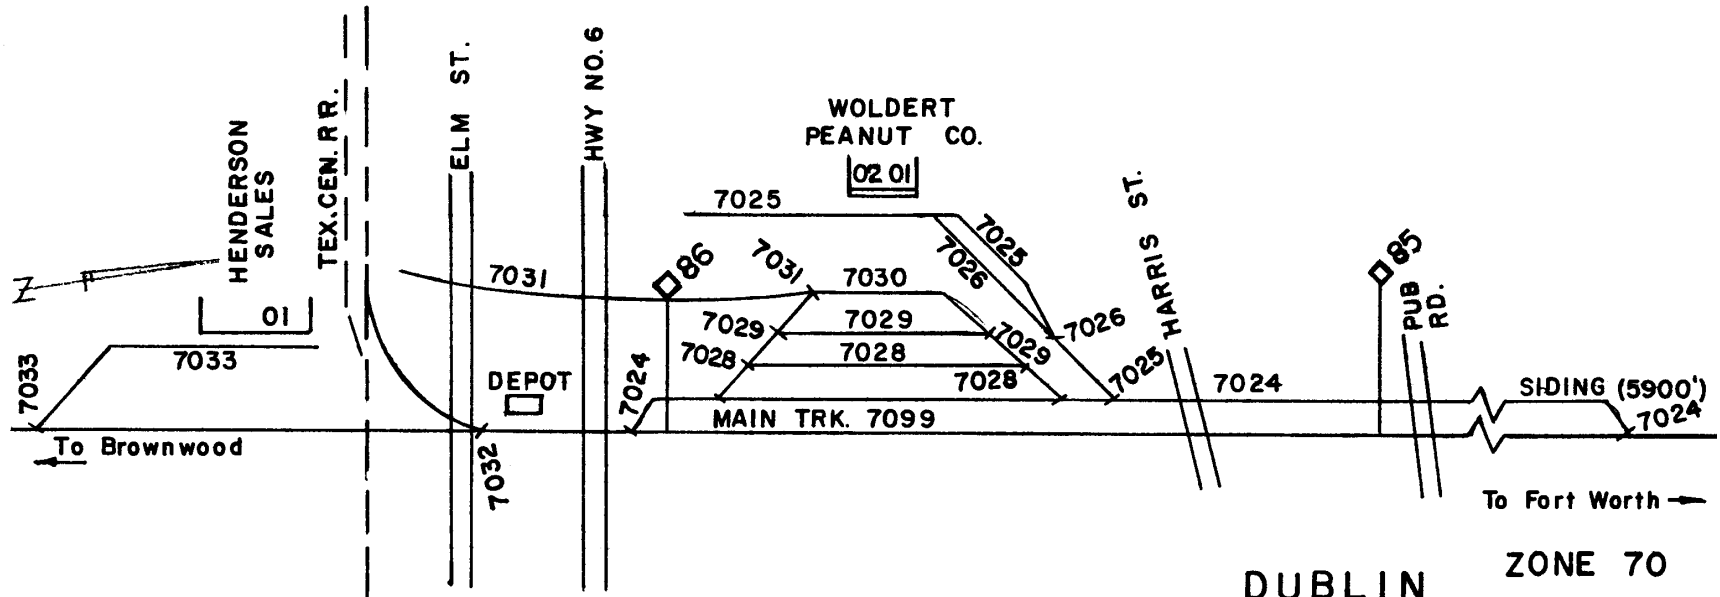 HENDERSON
SALES
01
TEX.CEN.RR.
ELM ST.
HWY NO.6
WOLDERT
PEANUT CO.
02 01
7025
7025
7026
7026
7025
86
7031
7031
7030
7029
7029
7029
7028
7028
7028
HARRIS ST.
85
PUB
RD.
Z
7033
7033
DEPOT
7024
7024
SIDING (5900')
7024
MAIN TRK. 7099
To Brownwood
7032
To Fort Worth
ZONE 70
DUBLIN